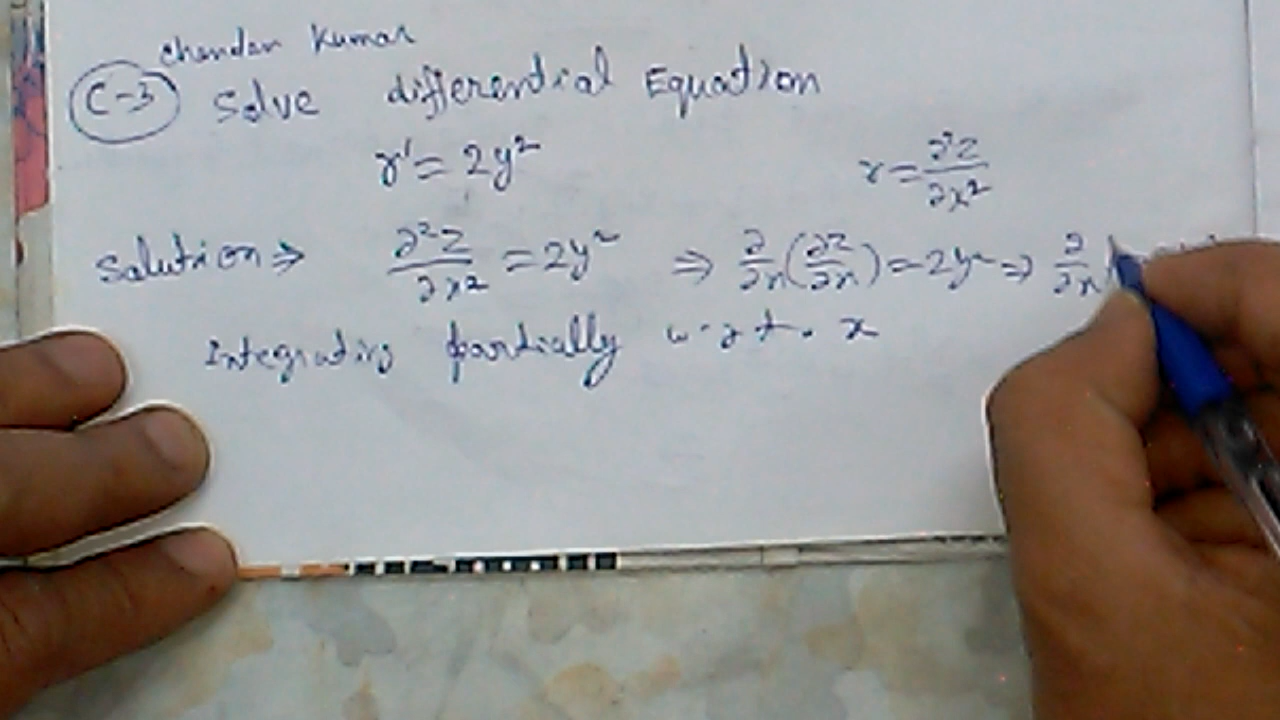 Chandan Kumar
C-3 Solve differential Equation
r' = 2y² r = ∂²z/∂x²
Solution ⇒ ∂²z/∂x² = 2y² ⇒ ∂/∂x(∂z/∂x) = 2y² ⇒ ∂/∂x
Integrating partially w.r.t. x